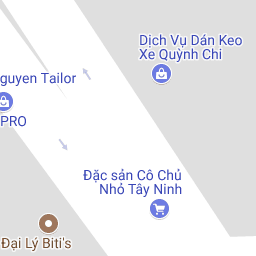 Dịch Vụ Dán Keo
Xe Quỳnh Chi
guyen Tailor
PRO
Đặc sản Cô Chú
Nhỏ Tây Ninh
Đại Lý Biti's